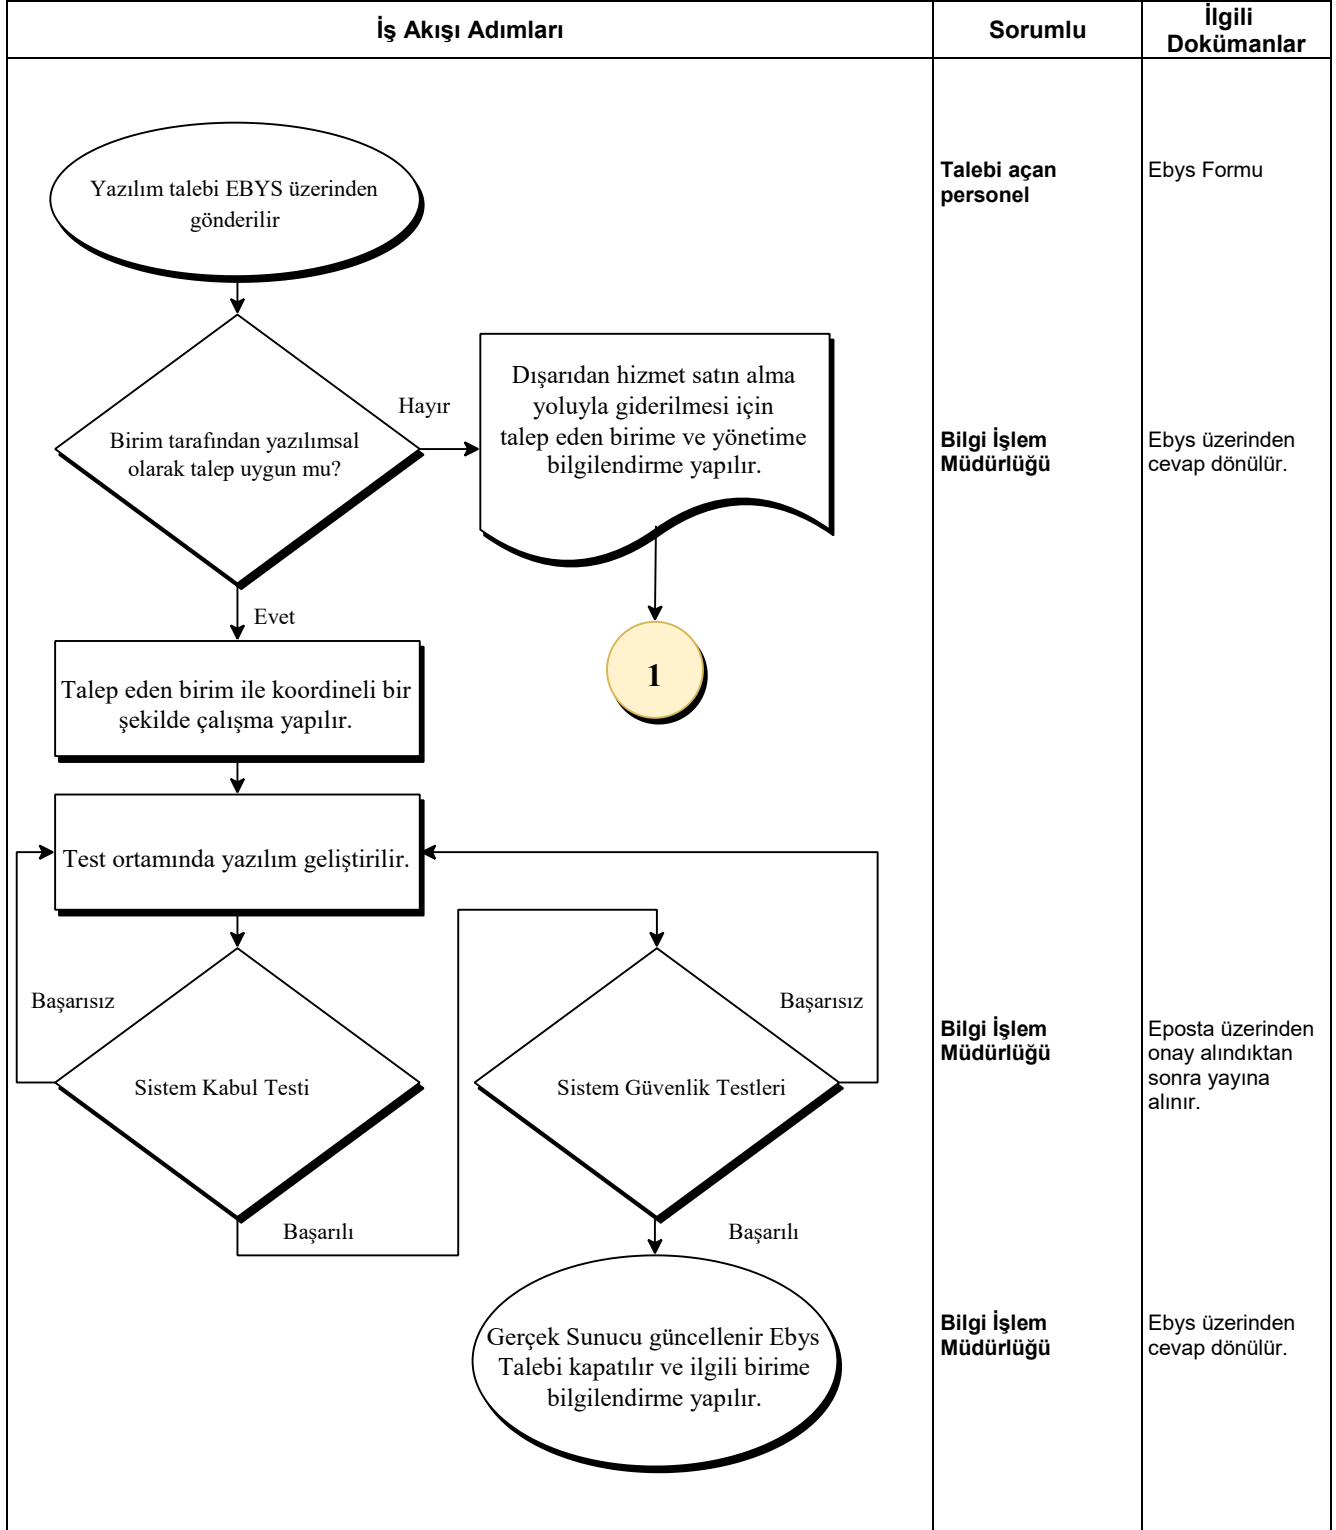 İş Akışı Adımları
Sorumlu
İlgili
Dokümanlar
Yazılım talebi EBYS üzerinden
gönderilir
Talebi açan
personel
Ebys Formu
Birim tarafından yazılımsal
olarak talep uygun mu?
Hayır
Dışarıdan hizmet satın alma
yoluyla giderilmesi için
talep eden birime ve yönetime
bilgilendirme yapılır.
Bilgi İşlem
Müdürlüğü
Ebys üzerinden
cevap dönülür.
Evet
1
Talep eden birim ile koordineli bir
şekilde çalışma yapılır.
Test ortamında yazılım geliştirilir.
Başarısız
Sistem Kabul Testi
Başarılı
Başarısız
Sistem Güvenlik Testleri
Başarılı
Bilgi İşlem
Müdürlüğü
Eposta üzerinden
onay alındıktan
sonra yayına
alınır.
Gerçek Sunucu güncellenir Ebys
Talebi kapatılır ve ilgili birime
bilgilendirme yapılır.
Bilgi İşlem
Müdürlüğü
Ebys üzerinden
cevap dönülür.